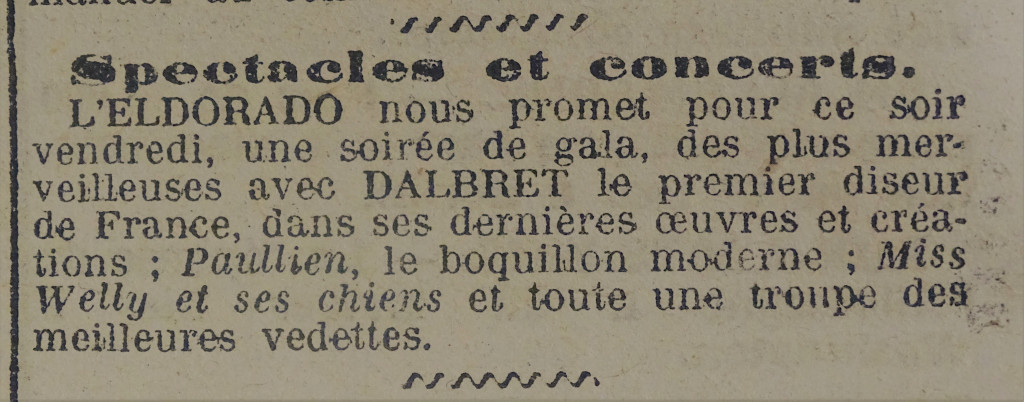 Spectacles et concerts.
L'ELDORADO nous promet pour ce soir
vendredi, une soirée de gala, des plus mer-
veilleuses avec DALBRET le premier diseur
de France, dans ses dernières œuvres et créa-
tions ; Paullien, le boquillon moderne ; Miss
Welly et ses chiens et toute une troupe des
meilleures vedettes.